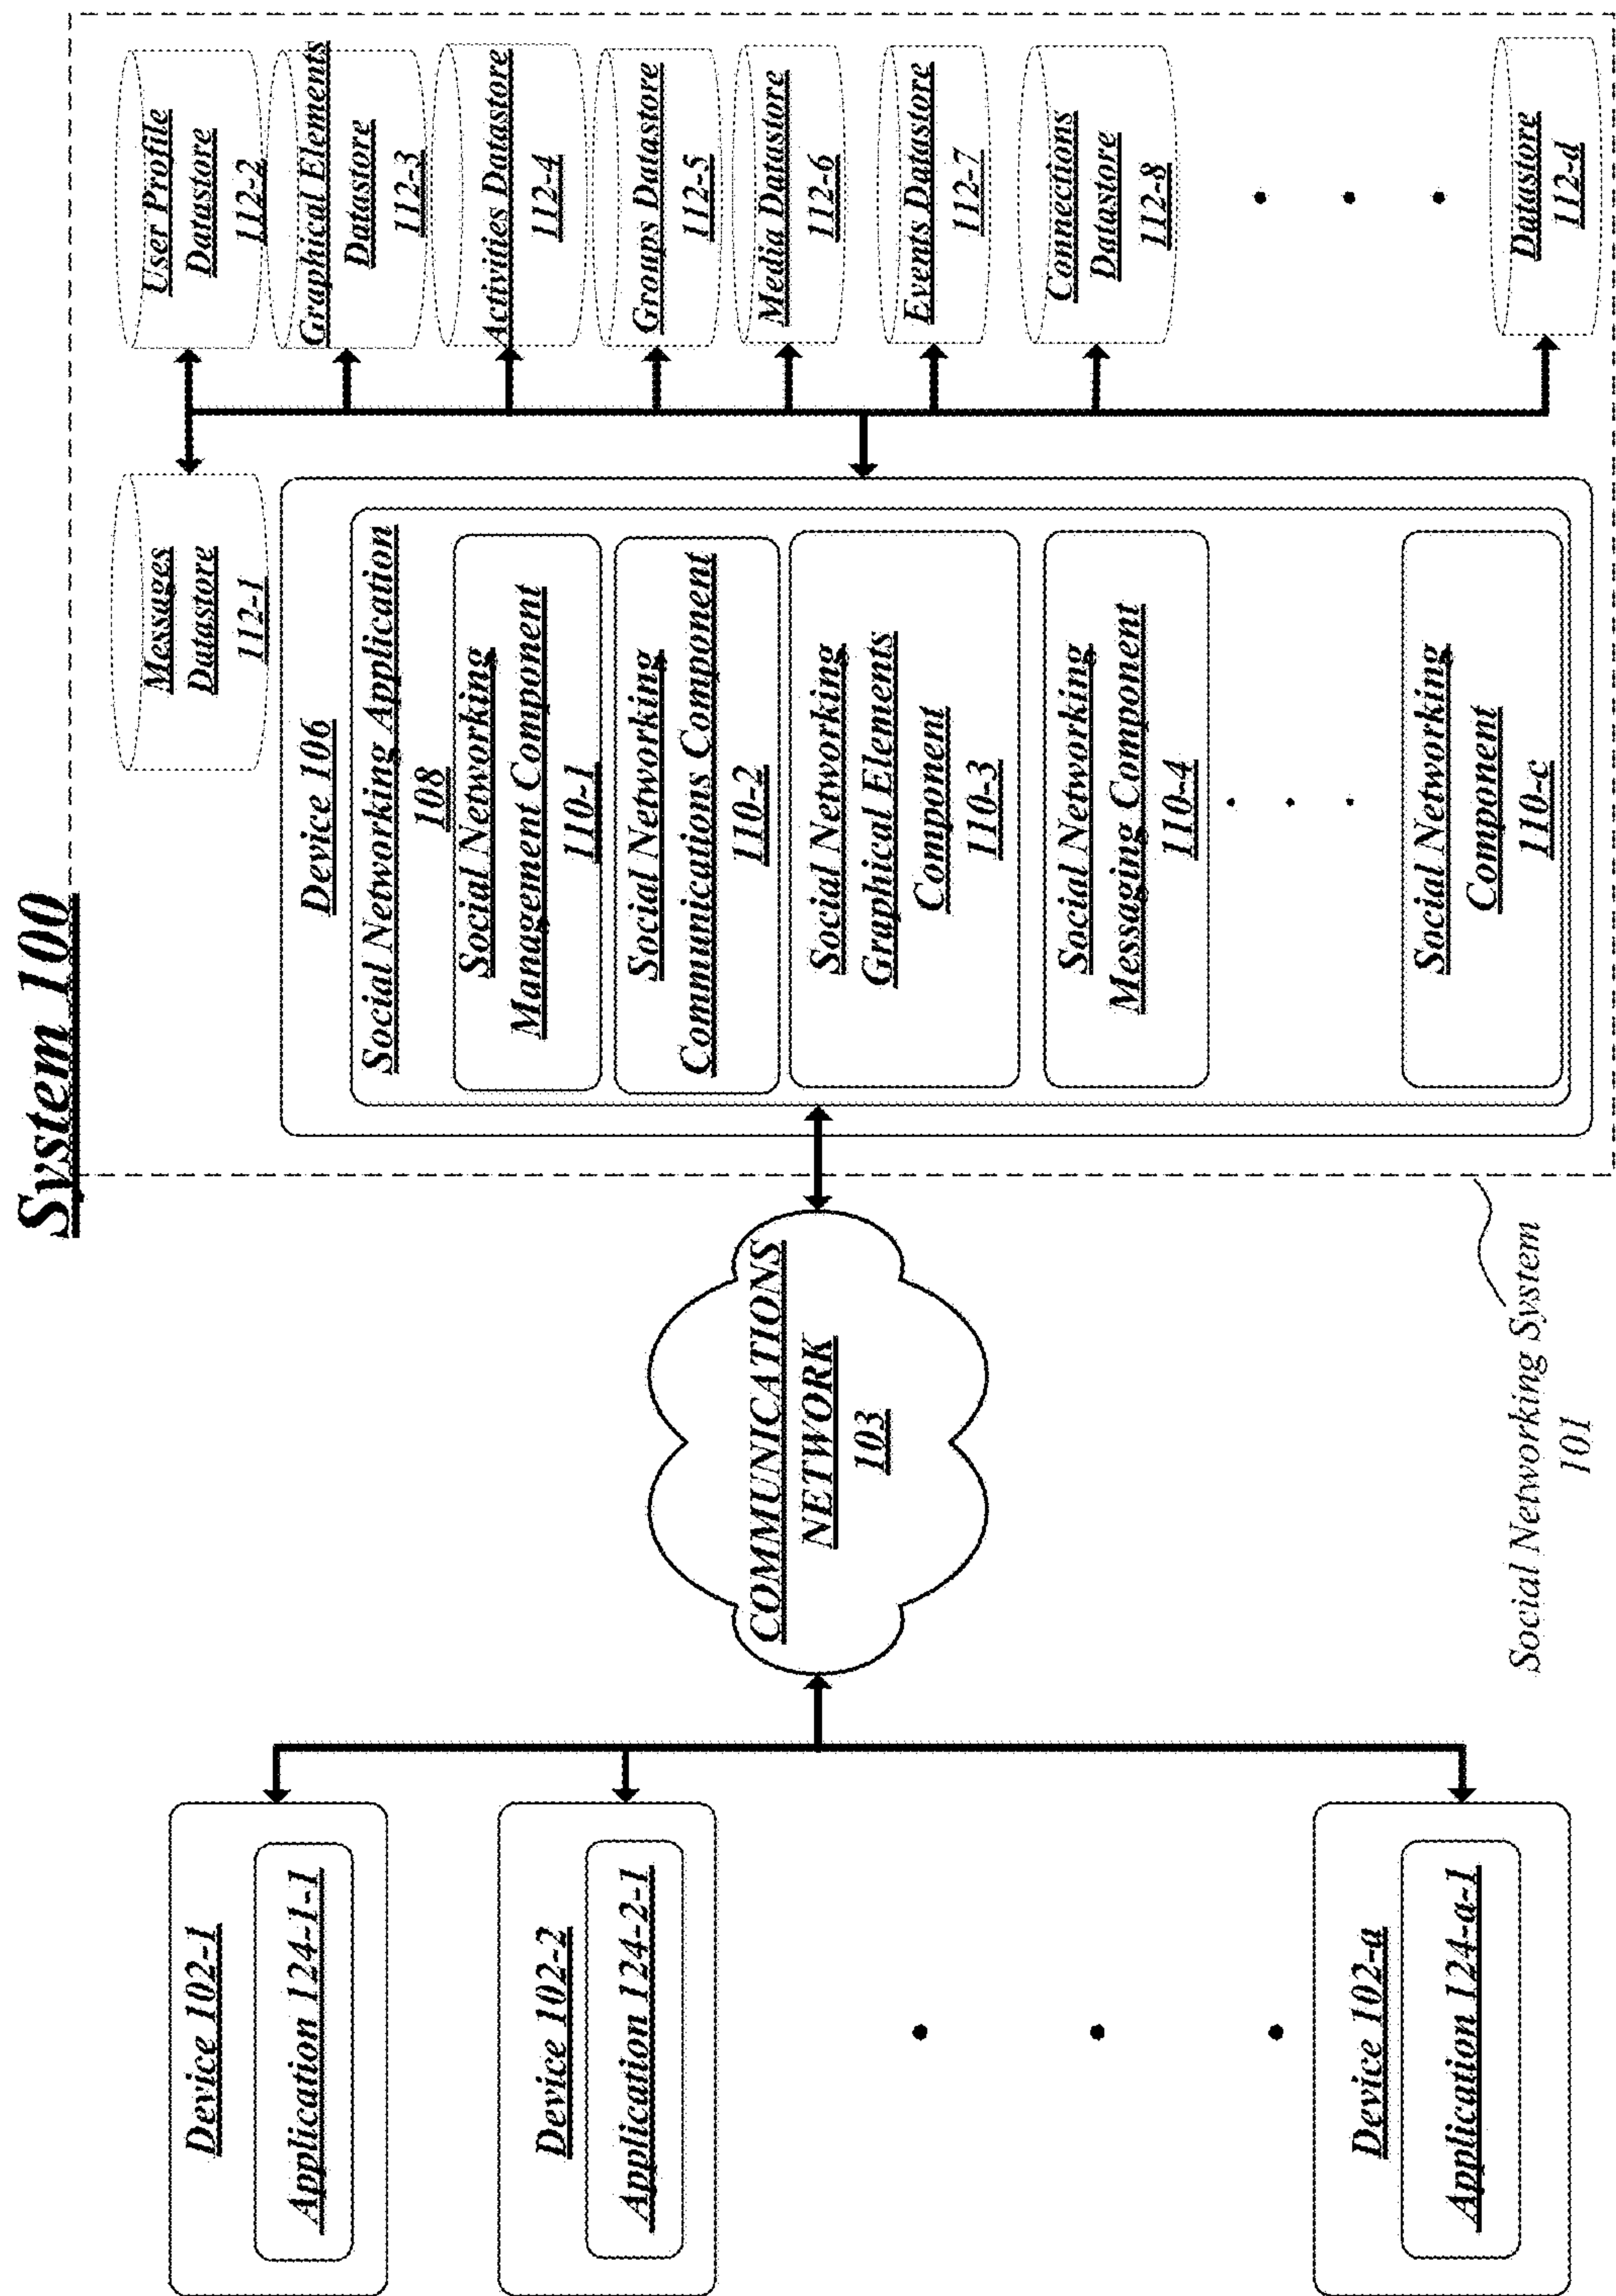 System 100
Device 102-1
Application 124-1-1
Device 102-2
Application 124-2-1
Device 102-a
Application 124-a-1
COMMUNICATIONS
NETWORK
103
Social Networking System
101
Device 106
Social Networking Application
108
Social Networking
Management Component
110-1
Social Networking
Communications Component
110-2
Social Networking
Graphical Elements
Component
110-3
Social Networking
Messaging Component
110-4
Social Networking
Component
110-c
Messages
Datastore
112-1
User Profile
Datastore
112-2
Graphical Elements
Datastore
112-3
Activities Datastore
112-4
Groups Datastore
112-5
Media Datastore
112-6
Events Datastore
112-7
Connections
Datastore
112-8
Datastore
112-d